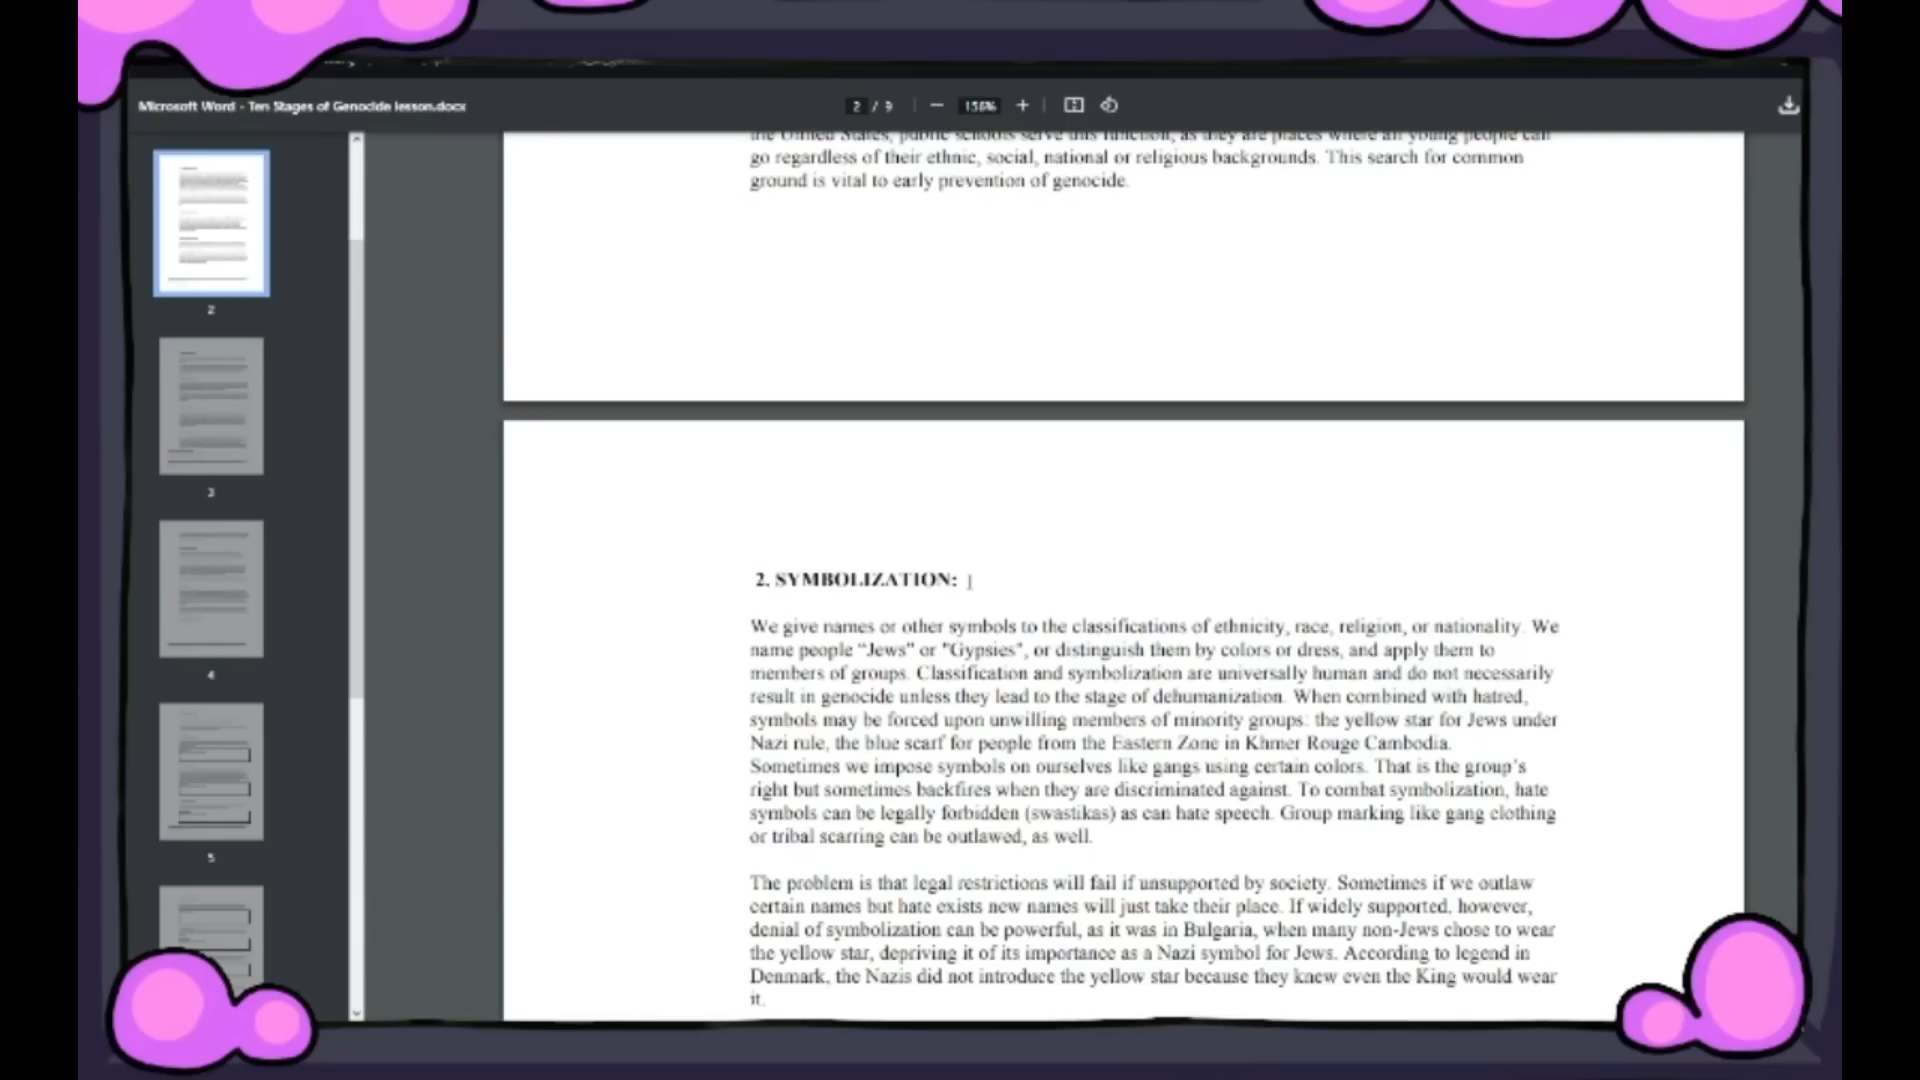 Microsoft Word - Ten Stages of Genocide lesson.docx
2 / 9
156%
the United States, public schools serve this function, as they are places where all young people can
go regardless of their ethnic, social, national or religious backgrounds. This search for common
ground is vital to early prevention of genocide.
2
3
4
5
2. SYMBOLIZATION:
We give names or other symbols to the classifications of ethnicity, race, religion, or nationality. We
name people “Jews” or "Gypsies", or distinguish them by colors or dress, and apply them to
members of groups. Classification and symbolization are universally human and do not necessarily
result in genocide unless they lead to the stage of dehumanization. When combined with hatred,
symbols may be forced upon unwilling members of minority groups: the yellow star for Jews under
Nazi rule, the blue scarf for people from the Eastern Zone in Khmer Rouge Cambodia.
Sometimes we impose symbols on ourselves like gangs using certain colors. That is the group’s
right but sometimes backfires when they are discriminated against. To combat symbolization, hate
symbols can be legally forbidden (swastikas) as can hate speech. Group marking like gang clothing
or tribal scarring can be outlawed, as well.
The problem is that legal restrictions will fail if unsupported by society. Sometimes if we outlaw
certain names but hate exists new names will just take their place. If widely supported, however,
denial of symbolization can be powerful, as it was in Bulgaria, when many non-Jews chose to wear
the yellow star, depriving it of its importance as a Nazi symbol for Jews. According to legend in
Denmark, the Nazis did not introduce the yellow star because they knew even the King would wear
it.